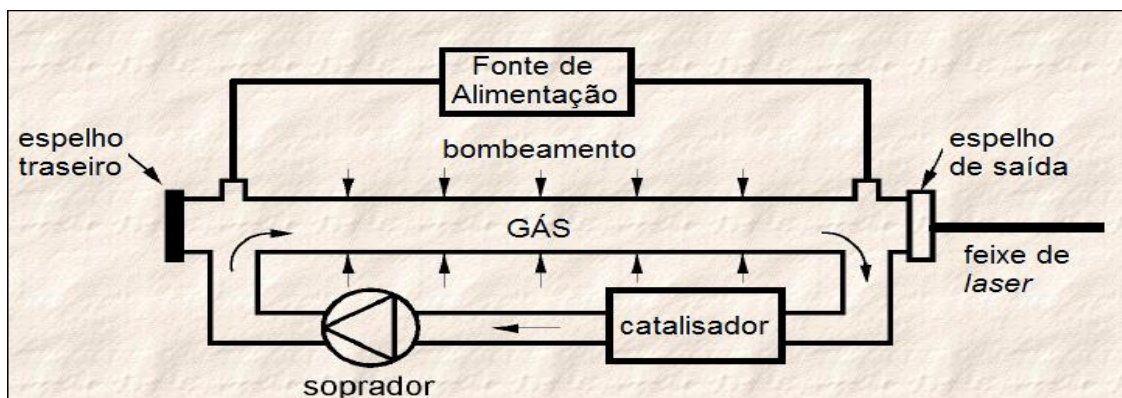 Fonte de
Alimentação
espelho
traseiro
bombeamento
espelho
de saída
GÁS
feixe de
laser
catalisador
soprador